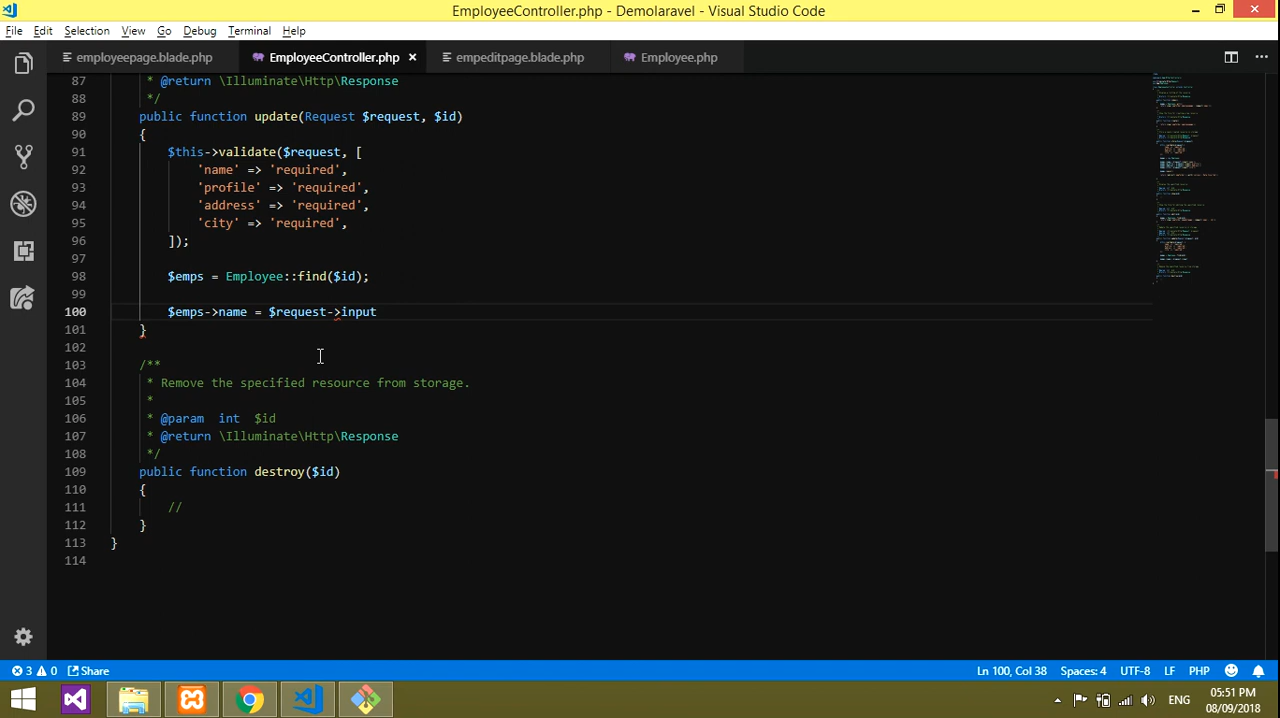 EmployeeController.php - Demolaravel - Visual Studio Code
File Edit Selection View Go Debug Terminal Help
employeepage.blade.php EmployeeController.php × empeditpage.blade.php Employee.php
87 * @return \Illuminate\Http\Response
88 */
89 public function update(Request $request, $id)
90 {
91 $this->validate($request, [
92 'name' => 'required',
93 'profile' => 'required',
94 'address' => 'required',
95 'city' => 'required',
96 ]);
97
98 $emps = Employee::find($id);
99
100 $emps->name = $request->input
101 }
102
103 /**
104 * Remove the specified resource from storage.
105 *
106 * @param int $id
107 * @return \Illuminate\Http\Response
108 */
109 public function destroy($id)
110 {
111 //
112 }
113 }
114
3 0 Share Ln 100, Col 38 Spaces: 4 UTF-8 LF PHP
ENG 05:51 PM
08/09/2018